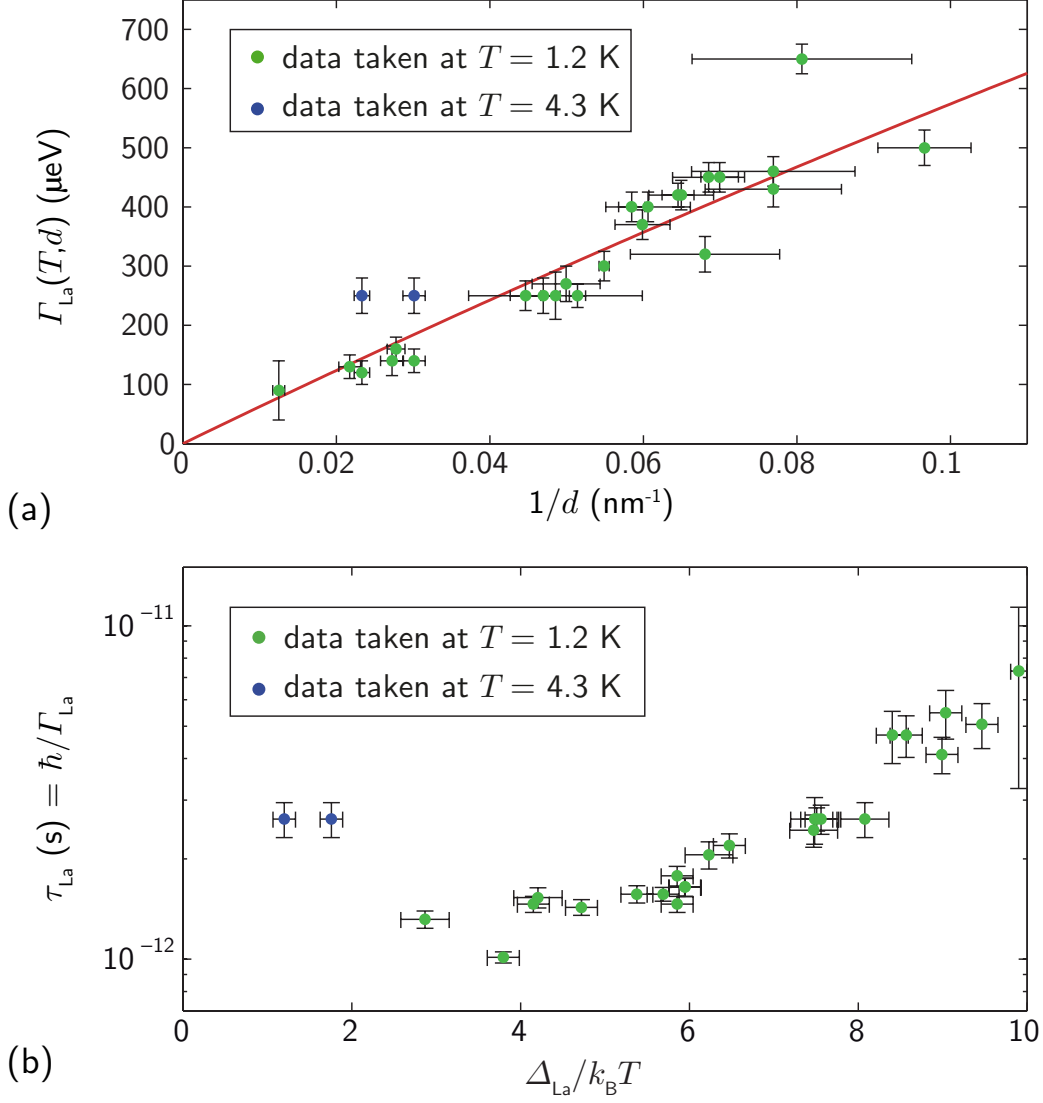 700
600
500
400
300
200
100
0
Γ_La(T,d) (µeV)
data taken at T = 1.2 K
data taken at T = 4.3 K
0 0.02 0.04 0.06 0.08 0.1
1/d (nm⁻¹)
(a)
10⁻¹¹
10⁻¹²
τ_La (s) = ħ/Γ_La
data taken at T = 1.2 K
data taken at T = 4.3 K
0 2 4 6 8 10
Δ_La/k_BT
(b)